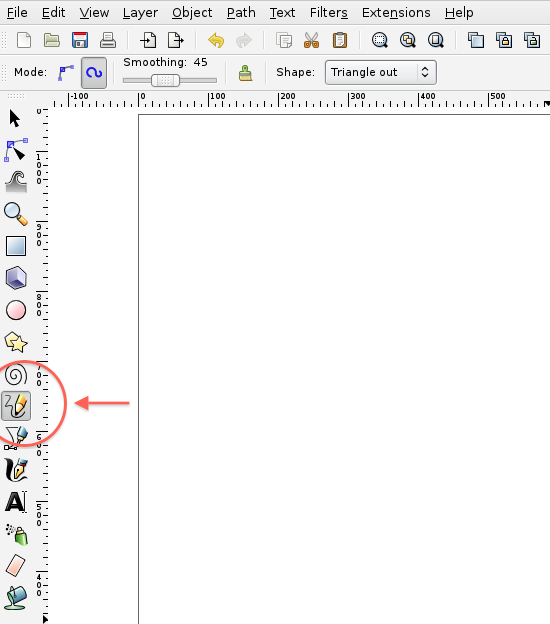 File Edit View Layer Object Path Text Filters Extensions Help
Mode: Smoothing: 45 Shape: Triangle out
-100 0 100 200 300 400 500
0
1000
900
800
700
600
500
400